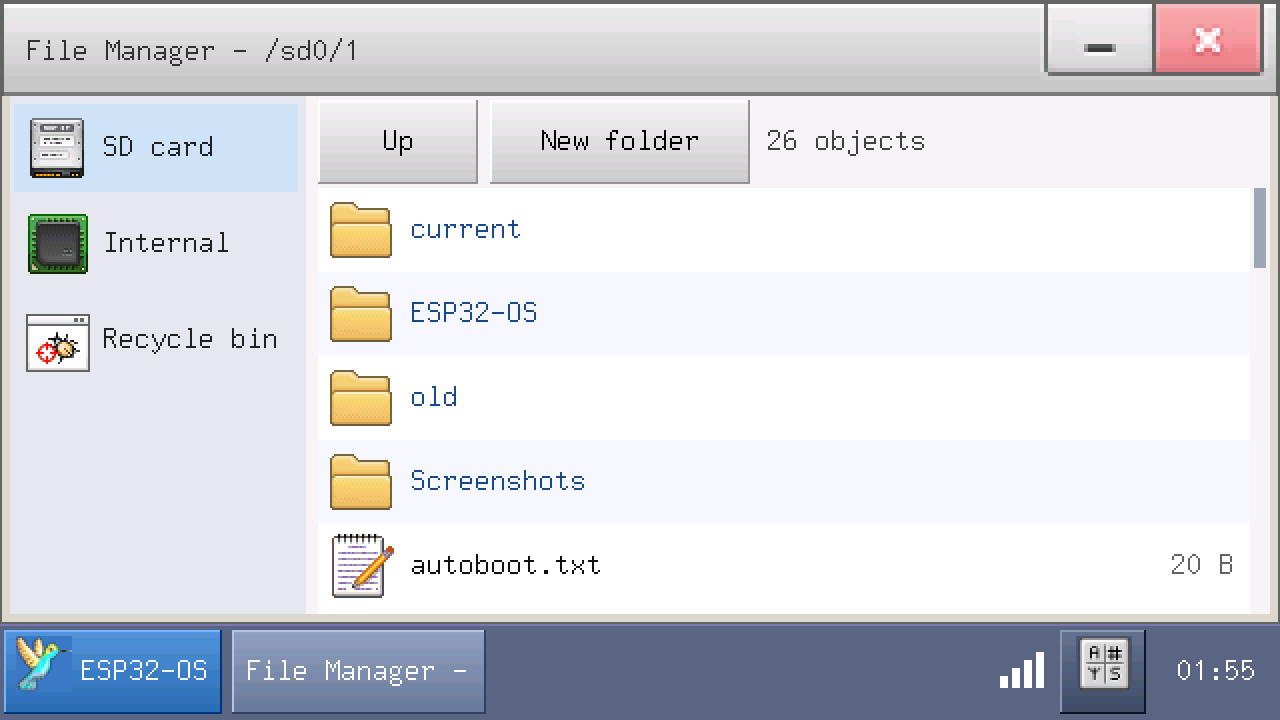 File Manager - /sd0/1
SD card
Internal
Recycle bin
Up
New folder
26 objects
current
ESP32-OS
old
Screenshots
autoboot.txt
20 B
ESP32-OS
File Manager -
A #
Y S
01:55